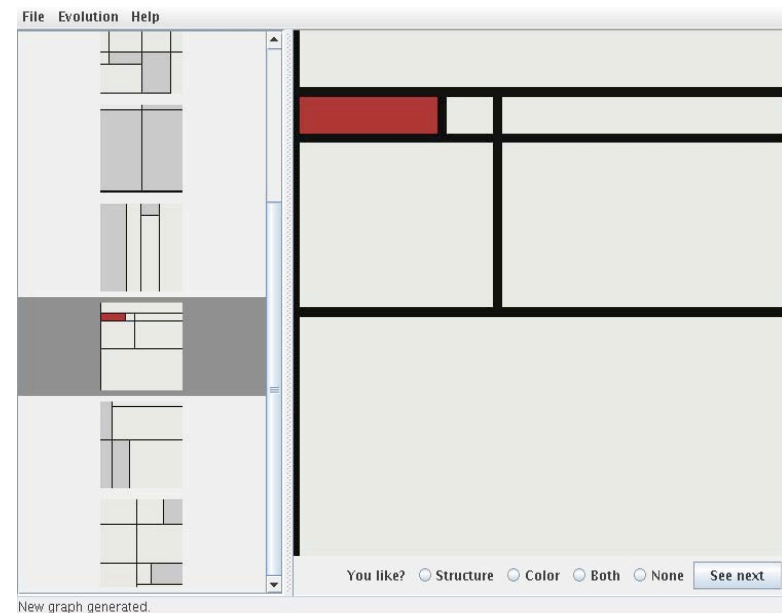 File Evolution Help
You like? Structure Color Both None See next
New graph generated.